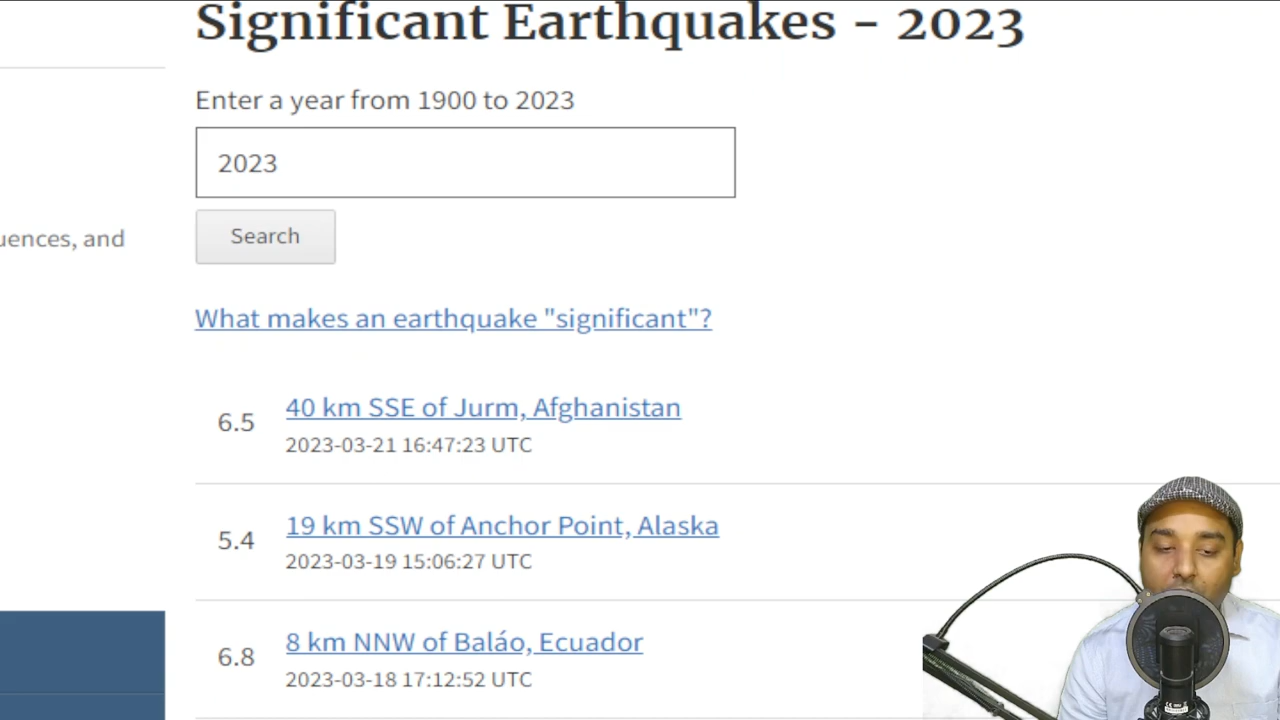 Significant Earthquakes - 2023
Enter a year from 1900 to 2023
2023
Search
uences, and
What makes an earthquake "significant"?
6.5
40 km SSE of Jurm, Afghanistan
2023-03-21 16:47:23 UTC
5.4
19 km SSW of Anchor Point, Alaska
2023-03-19 15:06:27 UTC
6.8
8 km NNW of Baláo, Ecuador
2023-03-18 17:12:52 UTC